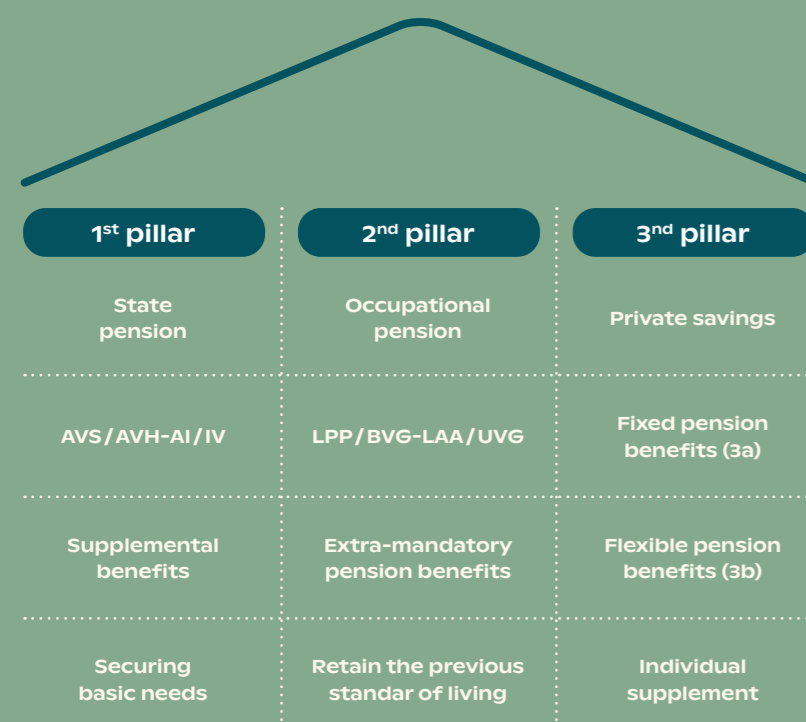 1st pillar
2nd pillar
3nd pillar
State
pension
Occupational
pension
Private savings
AVS/AVH-AI/IV
LPP/BVG-LAA/UVG
Fixed pension
benefits (3a)
Supplemental
benefits
Extra-mandatory
pension benefits
Flexible pension
benefits (3b)
Securing
basic needs
Retain the previous
standar of living
Individual
supplement